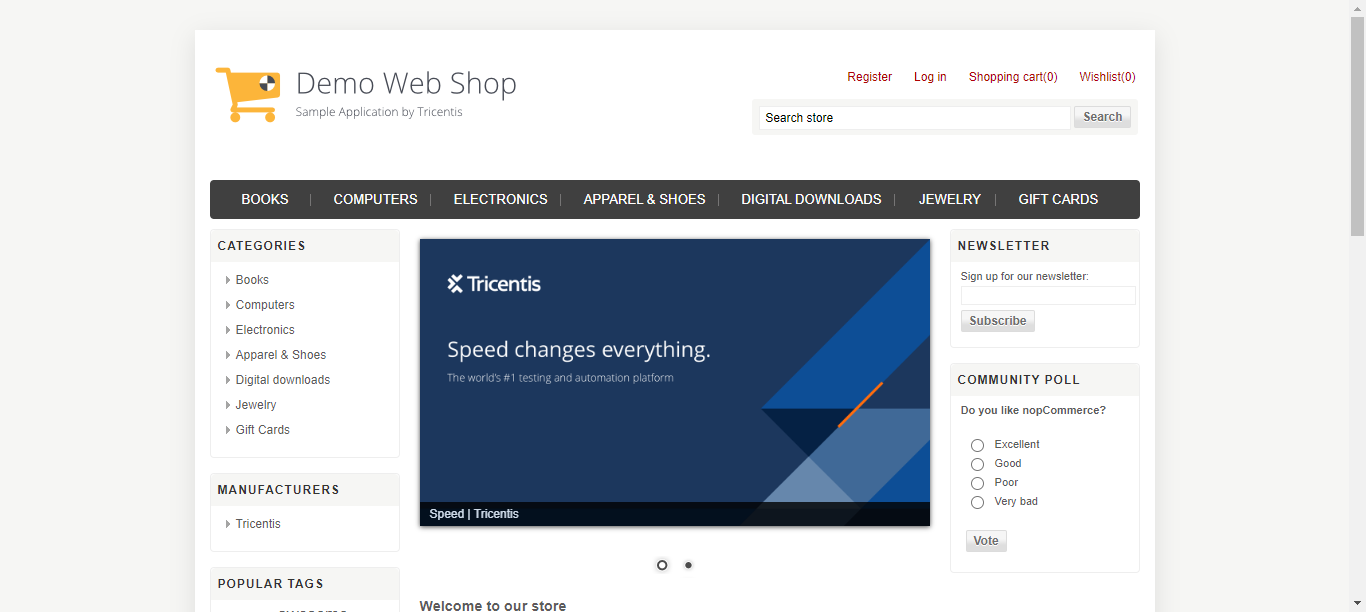 Demo Web Shop
Sample Application by Tricentis
Register Log in Shopping cart(0) Wishlist(0)
Search store Search
BOOKS COMPUTERS ELECTRONICS APPAREL & SHOES DIGITAL DOWNLOADS JEWELRY GIFT CARDS
CATEGORIES
Books
Computers
Electronics
Apparel & Shoes
Digital downloads
Jewelry
Gift Cards
MANUFACTURERS
Tricentis
POPULAR TAGS
Tricentis
Speed changes everything.
The world's #1 testing and automation platform
Speed | Tricentis
Welcome to our store
NEWSLETTER
Sign up for our newsletter:
Subscribe
COMMUNITY POLL
Do you like nopCommerce?
Excellent
Good
Poor
Very bad
Vote